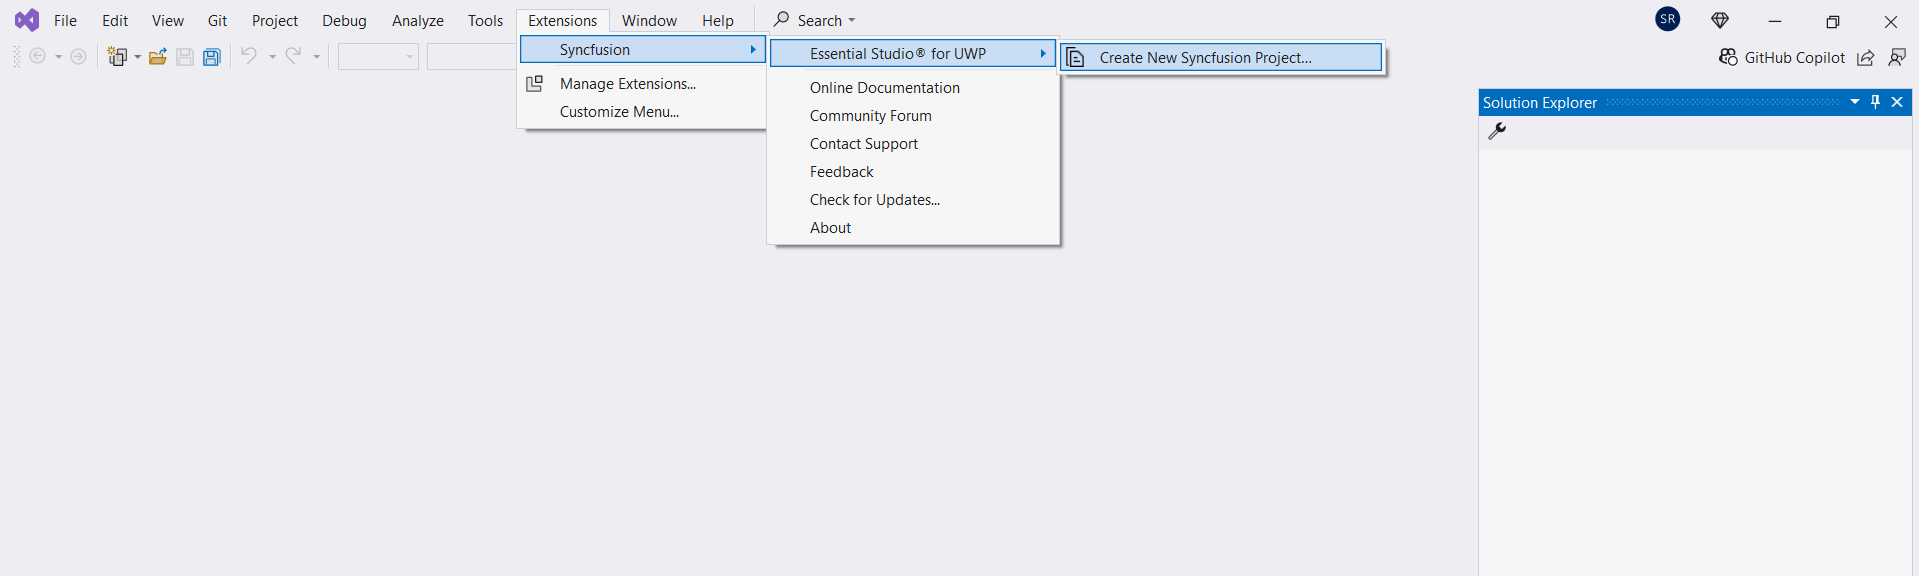 File Edit View Git Project Debug Analyze Tools Extensions Window Help Search SR
GitHub Copilot
Syncfusion
Manage Extensions...
Customize Menu...
Essential Studio® for UWP
Online Documentation
Community Forum
Contact Support
Feedback
Check for Updates...
About
Create New Syncfusion Project...
Solution Explorer